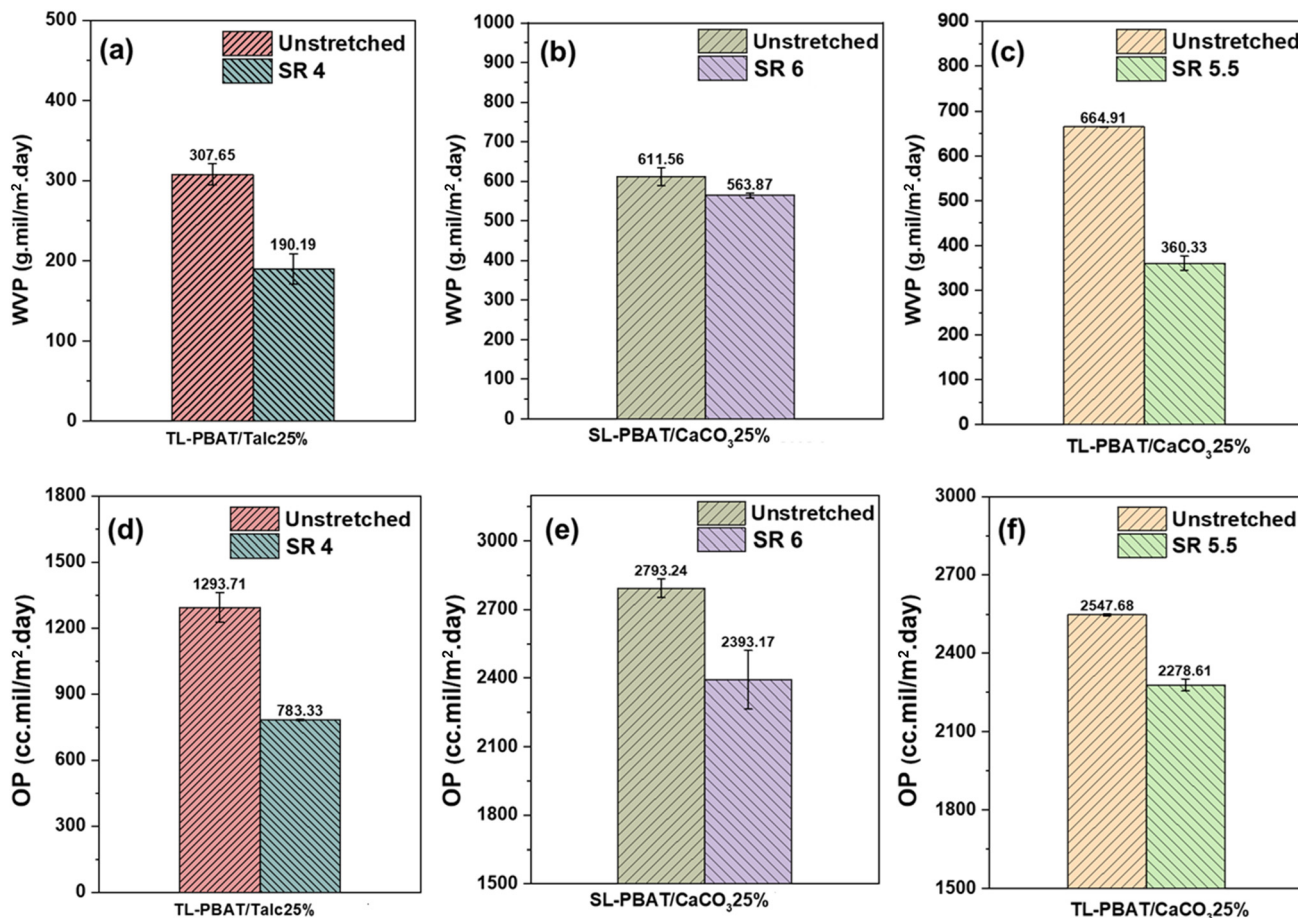 (a)
Unstretched
SR 4
WVP (g.mil/m².day)
500
400
300
200
100
0
307.65
190.19
TL-PBAT/Talc25%
(b)
Unstretched
SR 6
WVP (g.mil/m².day)
1000
900
800
700
600
500
400
300
200
100
0
611.56
563.87
SL-PBAT/CaCO₃25%
(c)
Unstretched
SR 5.5
WVP (g.mil/m².day)
900
800
700
600
500
400
300
200
100
0
664.91
360.33
TL-PBAT/CaCO₃25%
(d)
Unstretched
SR 4
OP (cc.mil/m².day)
1800
1500
1200
900
600
300
0
1293.71
783.33
TL-PBAT/Talc25%
(e)
Unstretched
SR 6
OP (cc.mil/m².day)
3000
2700
2400
2100
1800
1500
2793.24
2393.17
SL-PBAT/CaCO₃25%
(f)
Unstretched
SR 5.5
OP (cc.mil/m².day)
3000
2700
2400
2100
1800
1500
2547.68
2278.61
TL-PBAT/CaCO₃25%